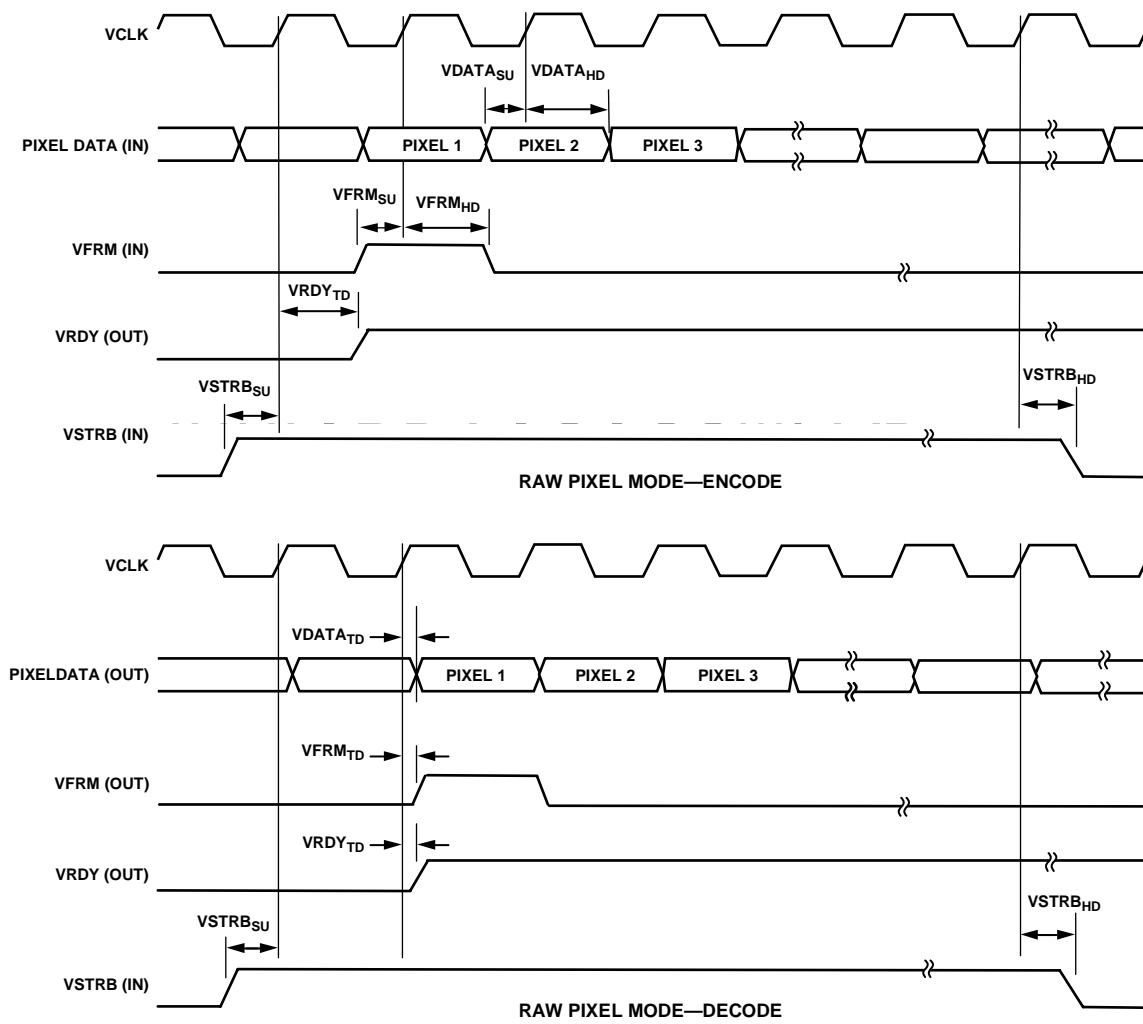 VCLK
VDATASU VDATAHD
PIXEL DATA (IN) PIXEL 1 PIXEL 2 PIXEL 3
VFRMSU VFRMHD
VFRM (IN)
VRDYTD
VRDY (OUT)
VSTRBSU VSTRBHD
VSTRB (IN)
RAW PIXEL MODE—ENCODE
VCLK
VDATATD
PIXELDATA (OUT) PIXEL 1 PIXEL 2 PIXEL 3
VFRMTD
VFRM (OUT)
VRDYTD
VRDY (OUT)
VSTRBSU VSTRBHD
VSTRB (IN)
RAW PIXEL MODE—DECODE